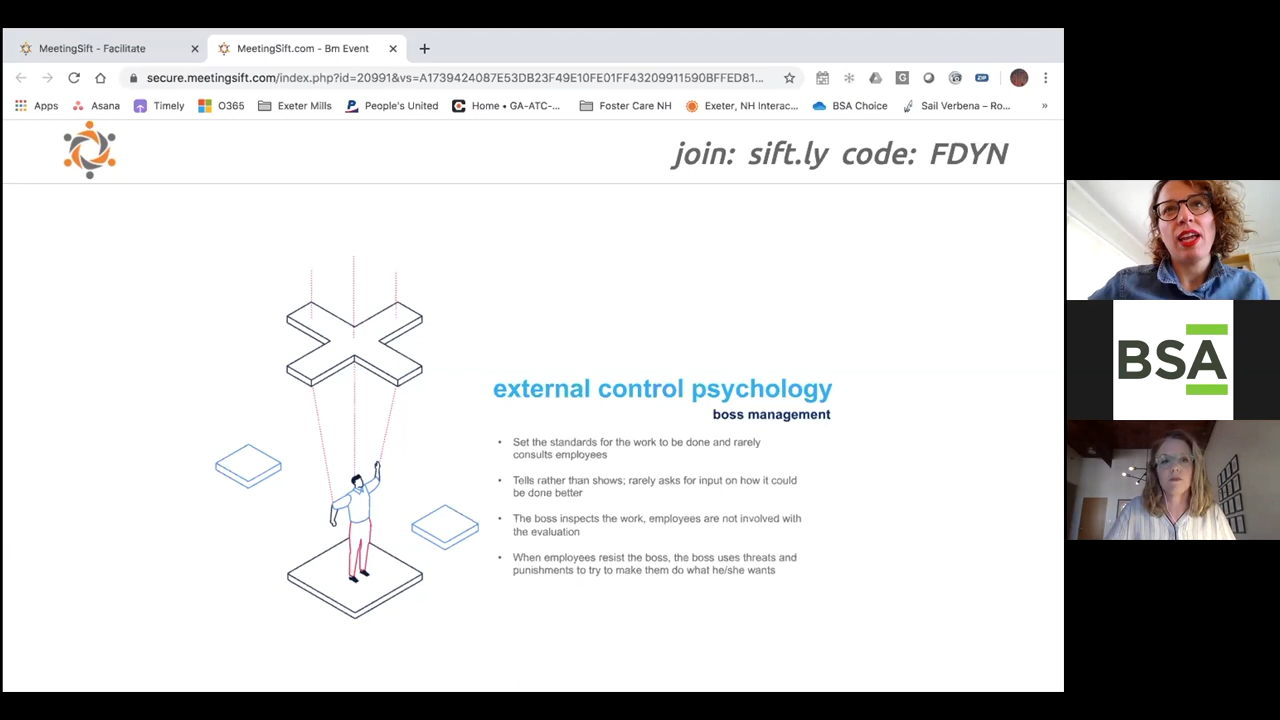 MeetingSift - Facilitate
MeetingSift.com - Bm Event
secure.meetingsift.com/index.php?id=20991&vs=A1739424087E53DB23F49E10FE01FF43209911590BFFED81...
ZIP
Apps
Asana
Timely
O365
Exeter Mills
People's United
Home • GA-ATC-...
Foster Care NH
Exeter, NH Interac...
BSA Choice
Sail Verbena – Ro...
»
join: sift.ly code: FDYN
external control psychology
boss management
• Set the standards for the work to be done and rarely
consults employees
• Tells rather than shows; rarely asks for input on how it could
be done better
• The boss inspects the work, employees are not involved with
the evaluation
• When employees resist the boss, the boss uses threats and
punishments to try to make them do what he/she wants
BSA